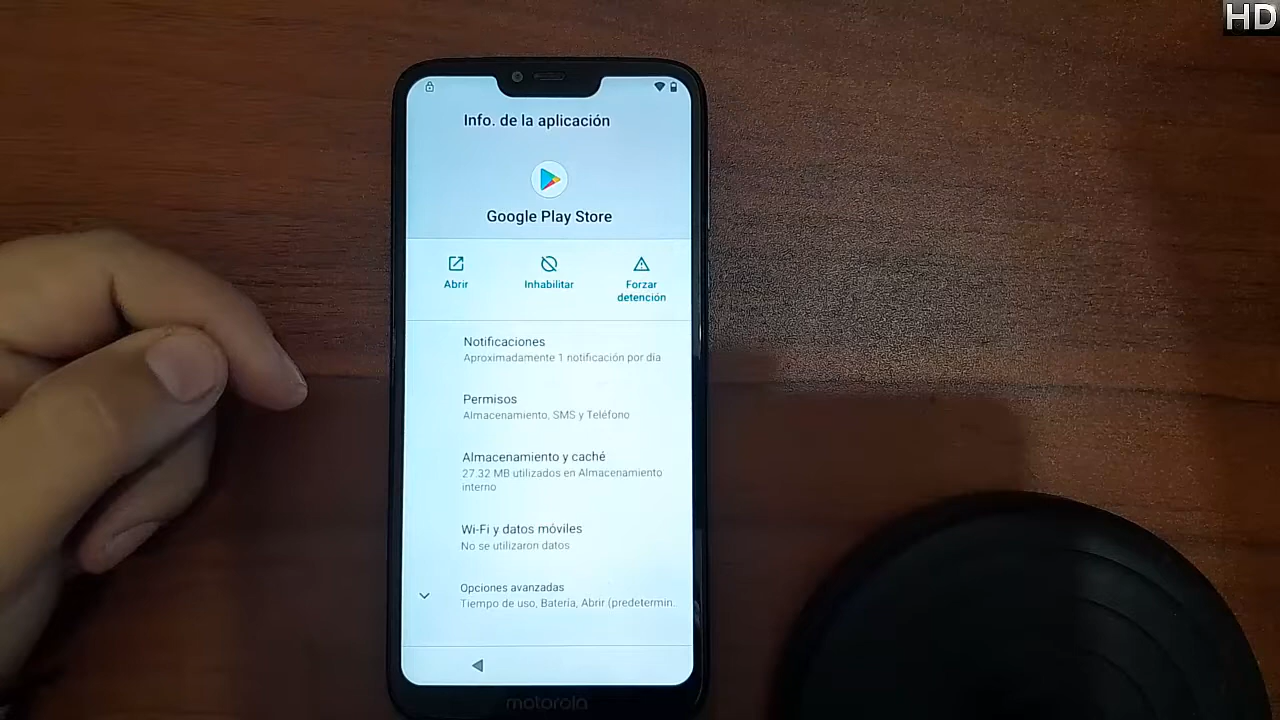 HD
Info. de la aplicación
Google Play Store
Abrir
Inhabilitar
Forzar
detención
Notificaciones
Aproximadamente 1 notificación por día
Permisos
Almacenamiento, SMS y Teléfono
Almacenamiento y caché
27.32 MB utilizados en Almacenamiento
interno
Wi-Fi y datos móviles
No se utilizaron datos
Opciones avanzadas
Tiempo de uso, Batería, Abrir (predetermin..
motorola